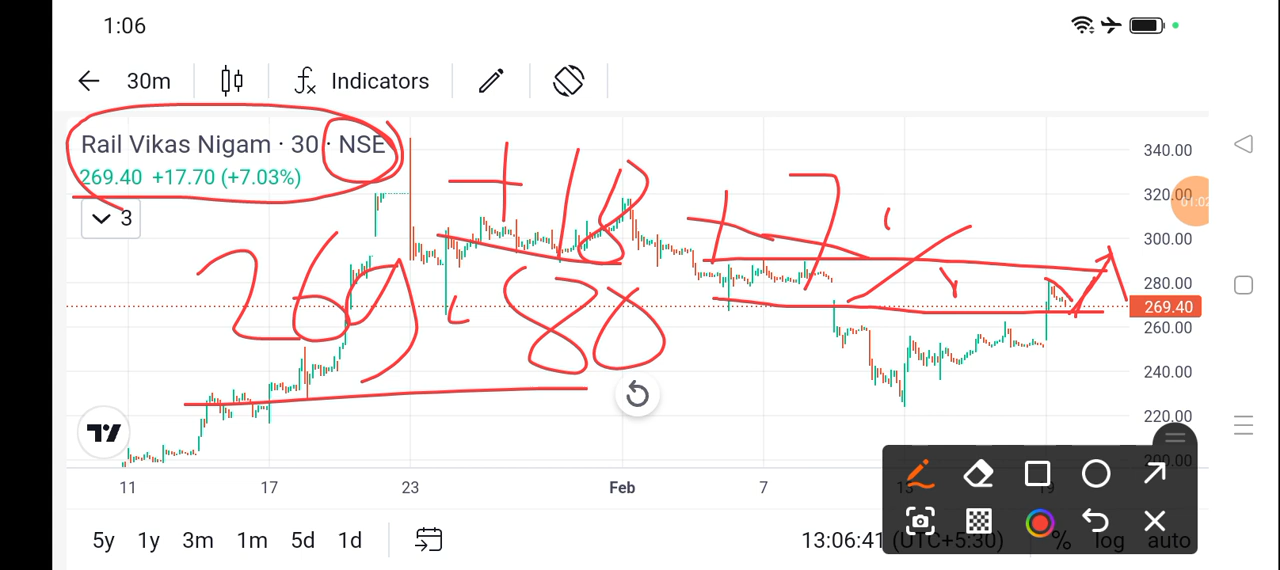 1:06
30m Indicators
Rail Vikas Nigam · 30 · NSE
269.40 +17.70 (+7.03%)
3
340.00
320.00
300.00
280.00
269.40
260.00
240.00
220.00
200.00
+18 +7.
269.88
11 17 23 Feb 7 13 19
5y 1y 3m 1m 5d 1d 13:06:41 (UTC+5:30) % log auto